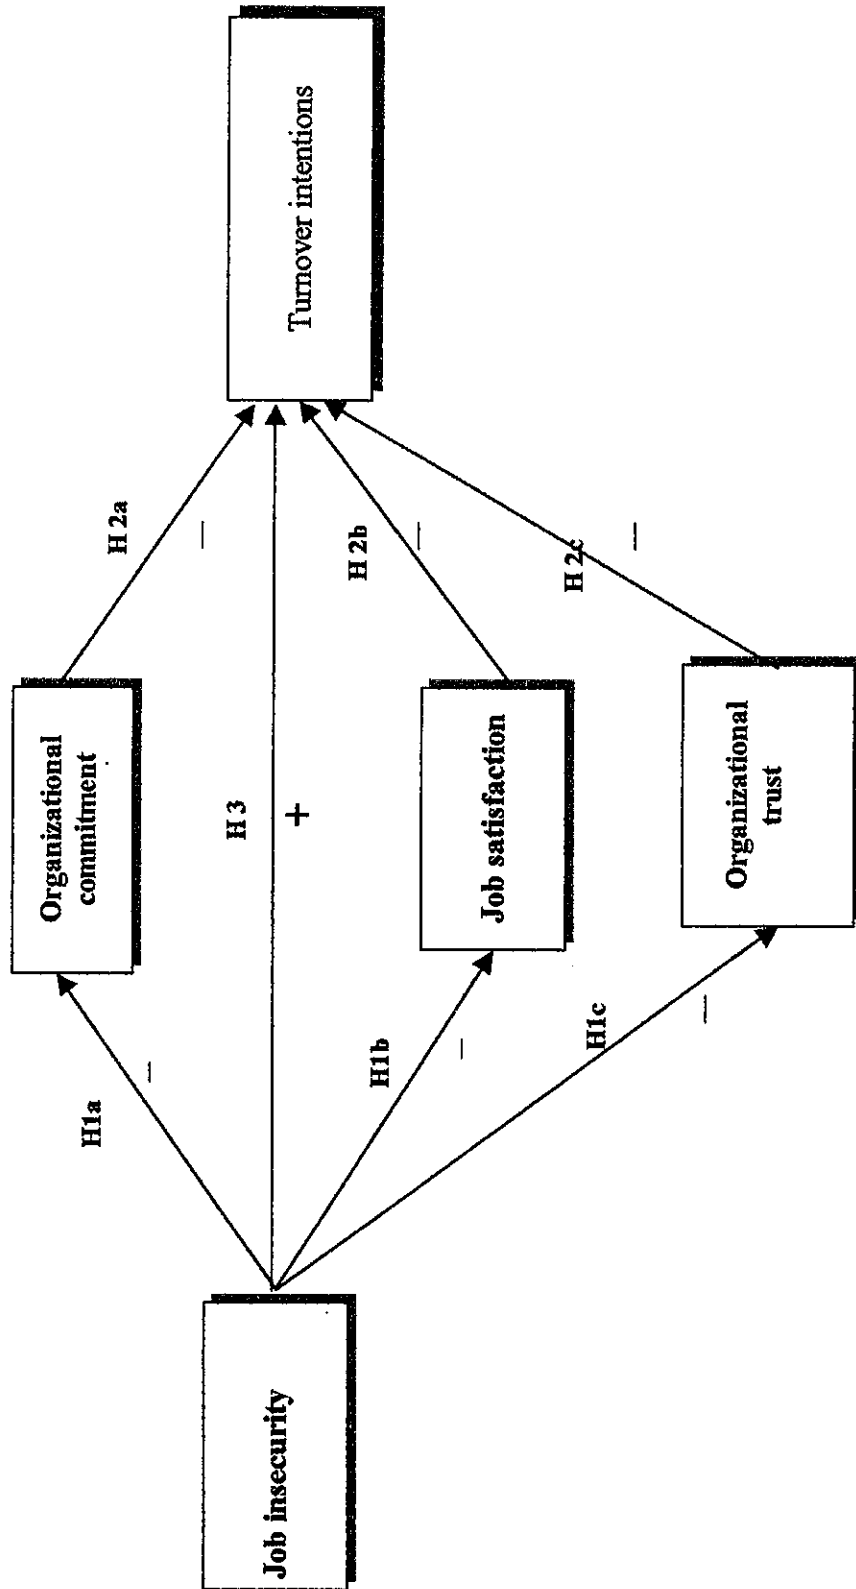 Organizational
commitment
H1a
—
H 2a
—
Job insecurity
H 3
+
Turnover intentions
H1b
—
Job satisfaction
H 2b
—
H1c
—
Organizational
trust
H 2c
—